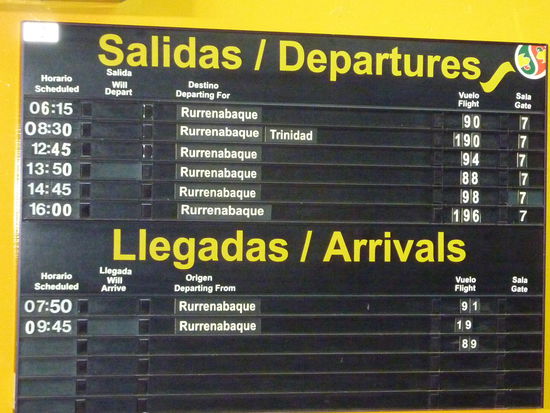 Salidas / Departures
Horario Scheduled Salida Will Depart Destino Departing For Vuelo Flight Sala Gate
06:15 Rurrenabaque 90 7
08:30 Rurrenabaque Trinidad 190 7
12:45 Rurrenabaque 94 7
13:50 Rurrenabaque 88 7
14:45 Rurrenabaque 98 7
16:00 Rurrenabaque 196 7
Llegadas / Arrivals
Horario Scheduled Llegada Will Arrive Origen Departing From Vuelo Flight Sala Gate
07:50 Rurrenabaque 91
09:45 Rurrenabaque 19
89